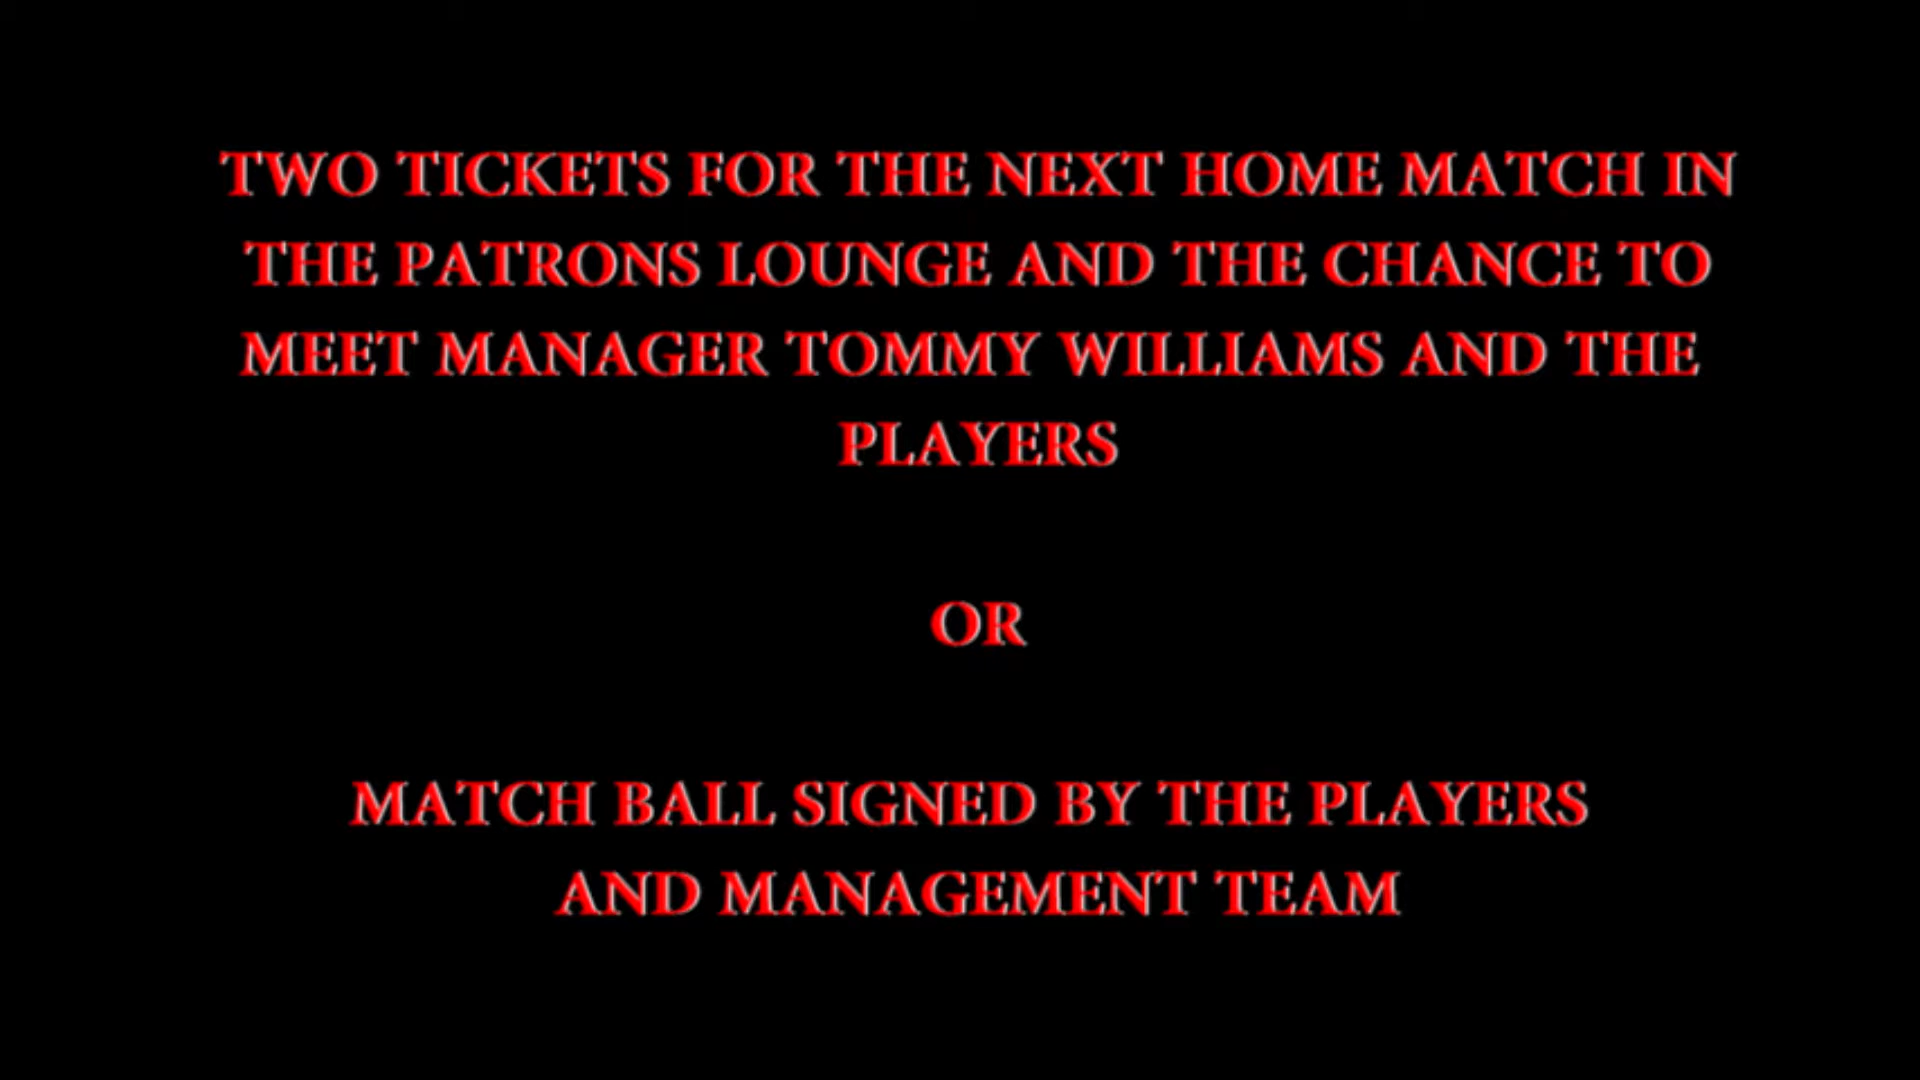 TWO TICKETS FOR THE NEXT HOME MATCH IN
THE PATRONS LOUNGE AND THE CHANCE TO
MEET MANAGER TOMMY WILLIAMS AND THE
PLAYERS
OR
MATCH BALL SIGNED BY THE PLAYERS
AND MANAGEMENT TEAM